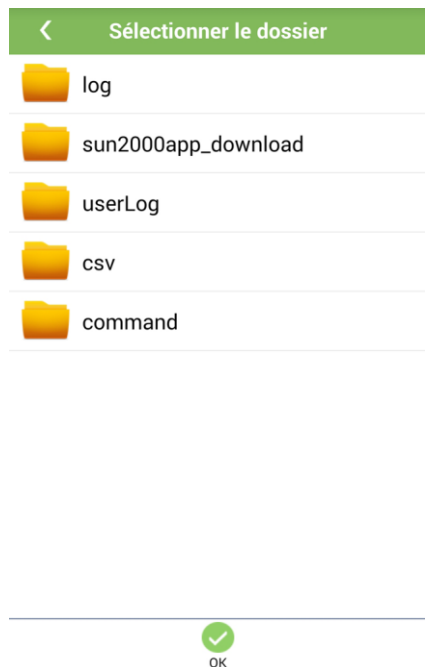 Sélectionner le dossier
log
sun2000app_download
userLog
csv
command
OK